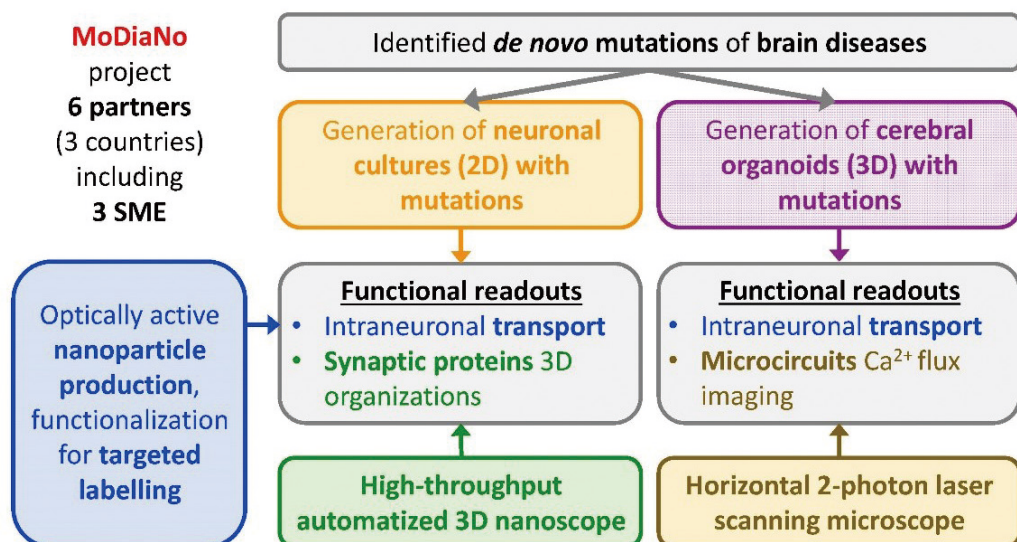 MoDiaNo
project
6 partners
(3 countries)
including
3 SME
Identified de novo mutations of brain diseases
Generation of neuronal
cultures (2D) with
mutations
Generation of cerebral
organoids (3D) with
mutations
Optically active
nanoparticle
production,
functionalization
for targeted
labelling
Functional readouts
• Intraneuronal transport
• Synaptic proteins 3D
organizations
Functional readouts
• Intraneuronal transport
• Microcircuits Ca²⁺ flux
imaging
High-throughput
automatized 3D nanoscope
Horizontal 2-photon laser
scanning microscope